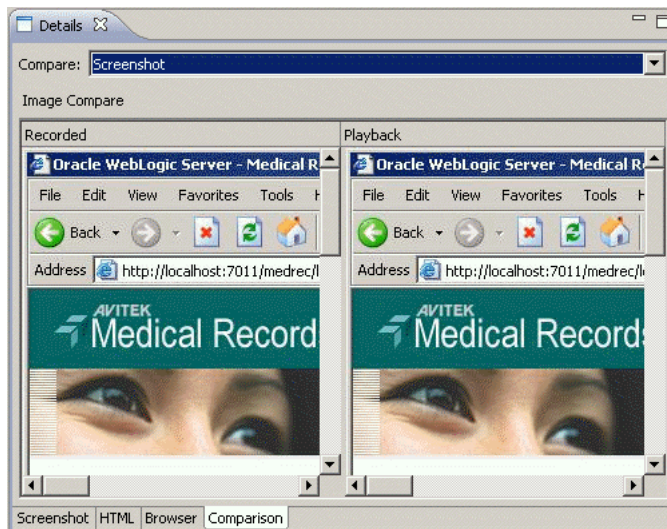 Details
Compare: Screenshot
Image Compare
Recorded Playback
Oracle WebLogic Server - Medical Oracle WebLogic Server - Medical
File Edit View Favorites Tools File Edit View Favorites Tools
Back Back
Address http://localhost:7011/medrec/ Address http://localhost:7011/medrec/
AVITEK AVITEK
Medical Records Medical Record
Screenshot HTML Browser Comparison